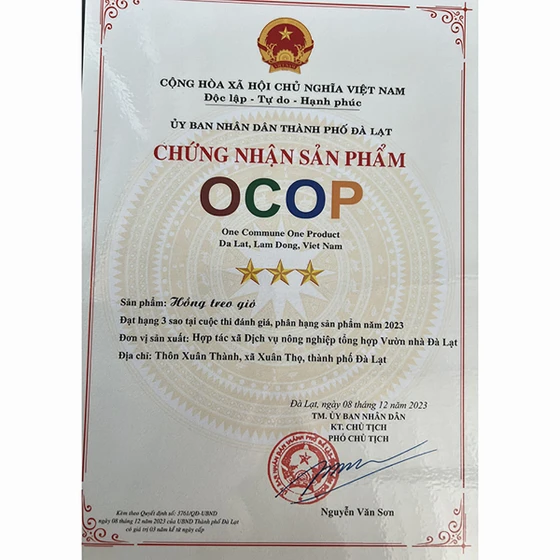 CỘNG HÒA XÃ HỘI CHỦ NGHĨA VIỆT NAM
Độc lập - Tự do - Hạnh phúc
ỦY BAN NHÂN DÂN THÀNH PHỐ ĐÀ LẠT
CHỨNG NHẬN SẢN PHẨM
OCOP
One Commune One Product
Da Lat, Lam Dong, Viet Nam
Sản phẩm: Hồng treo gió
Đạt hạng 3 sao tại cuộc thi đánh giá, phân hạng sản phẩm năm 2023
Đơn vị sản xuất: Hợp tác xã Dịch vụ nông nghiệp tổng hợp Vườn nhà Đà Lạt
Địa chỉ: Thôn Xuân Thành, xã Xuân Thọ, thành phố Đà Lạt
Đà Lạt, ngày 08 tháng 12 năm 2023
TM. ỦY BAN NHÂN DÂN
KT. CHỦ TỊCH
PHÓ CHỦ TỊCH
Nguyễn Văn Sơn
Kèm theo Quyết định số: 3761/QĐ-UBND
ngày 08 tháng 12 năm 2023 của UBND Thành phố Đà Lạt
có giá trị 03 năm kể từ ngày cấp